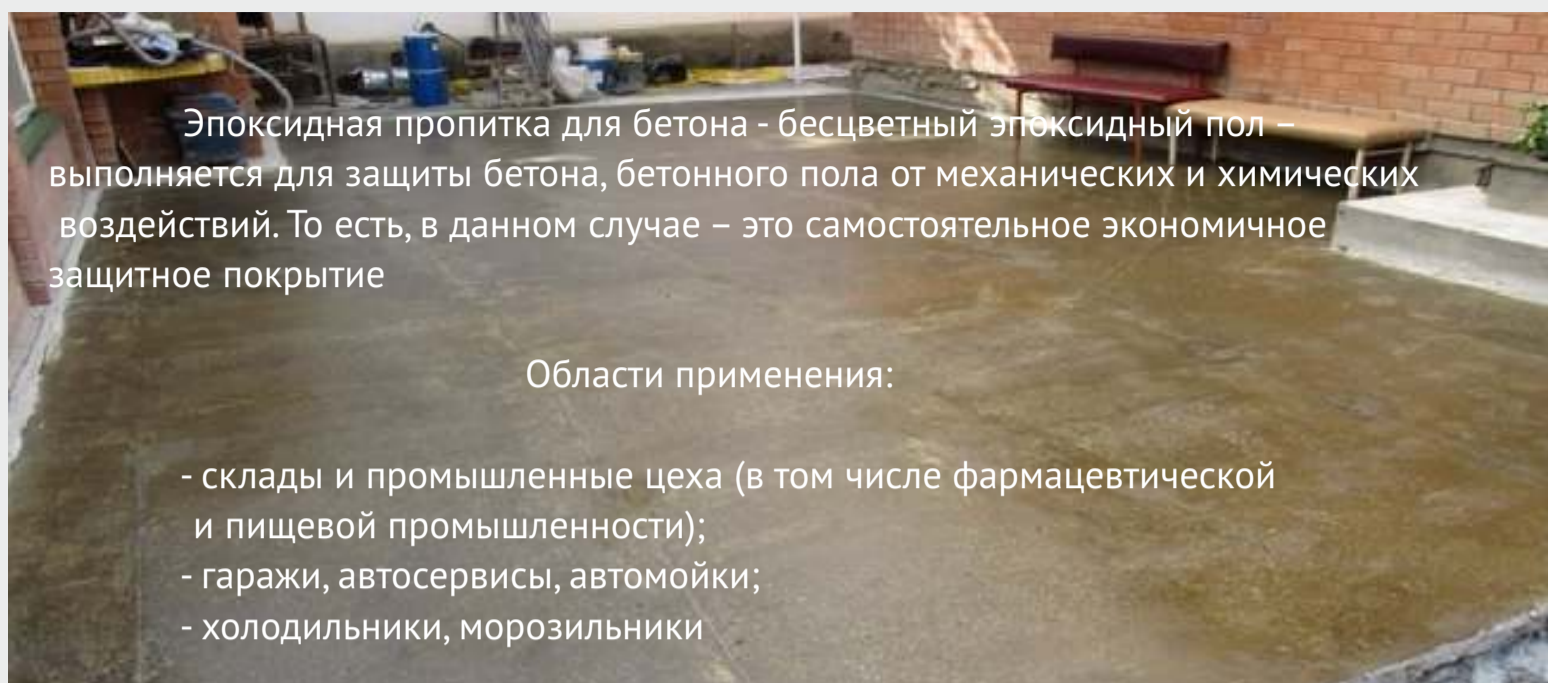 Эпоксидная пропитка для бетона - бесцветный эпоксидный пол –
выполняется для защиты бетона, бетонного пола от механических и химических
воздействий. То есть, в данном случае – это самостоятельное экономичное
защитное покрытие
Области применения:
- склады и промышленные цеха (в том числе фармацевтической
и пищевой промышленности);
- гаражи, автосервисы, автомойки;
- холодильники, морозильники